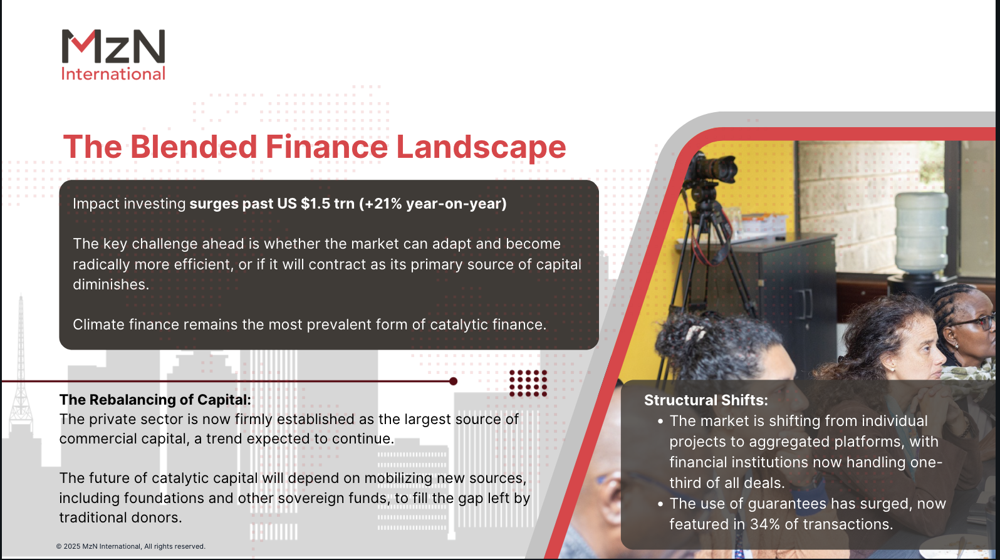 MzN
International
The Blended Finance Landscape
Impact investing surges past US $1.5 trn (+21% year-on-year)
The key challenge ahead is whether the market can adapt and become
radically more efficient, or if it will contract as its primary source of capital
diminishes.
Climate finance remains the most prevalent form of catalytic finance.
The Rebalancing of Capital:
The private sector is now firmly established as the largest source of
commercial capital, a trend expected to continue.
The future of catalytic capital will depend on mobilizing new sources,
including foundations and other sovereign funds, to fill the gap left by
traditional donors.
Structural Shifts:
• The market is shifting from individual
projects to aggregated platforms, with
financial institutions now handling one-
third of all deals.
• The use of guarantees has surged, now
featured in 34% of transactions.
© 2025 MzN International, All rights reserved.